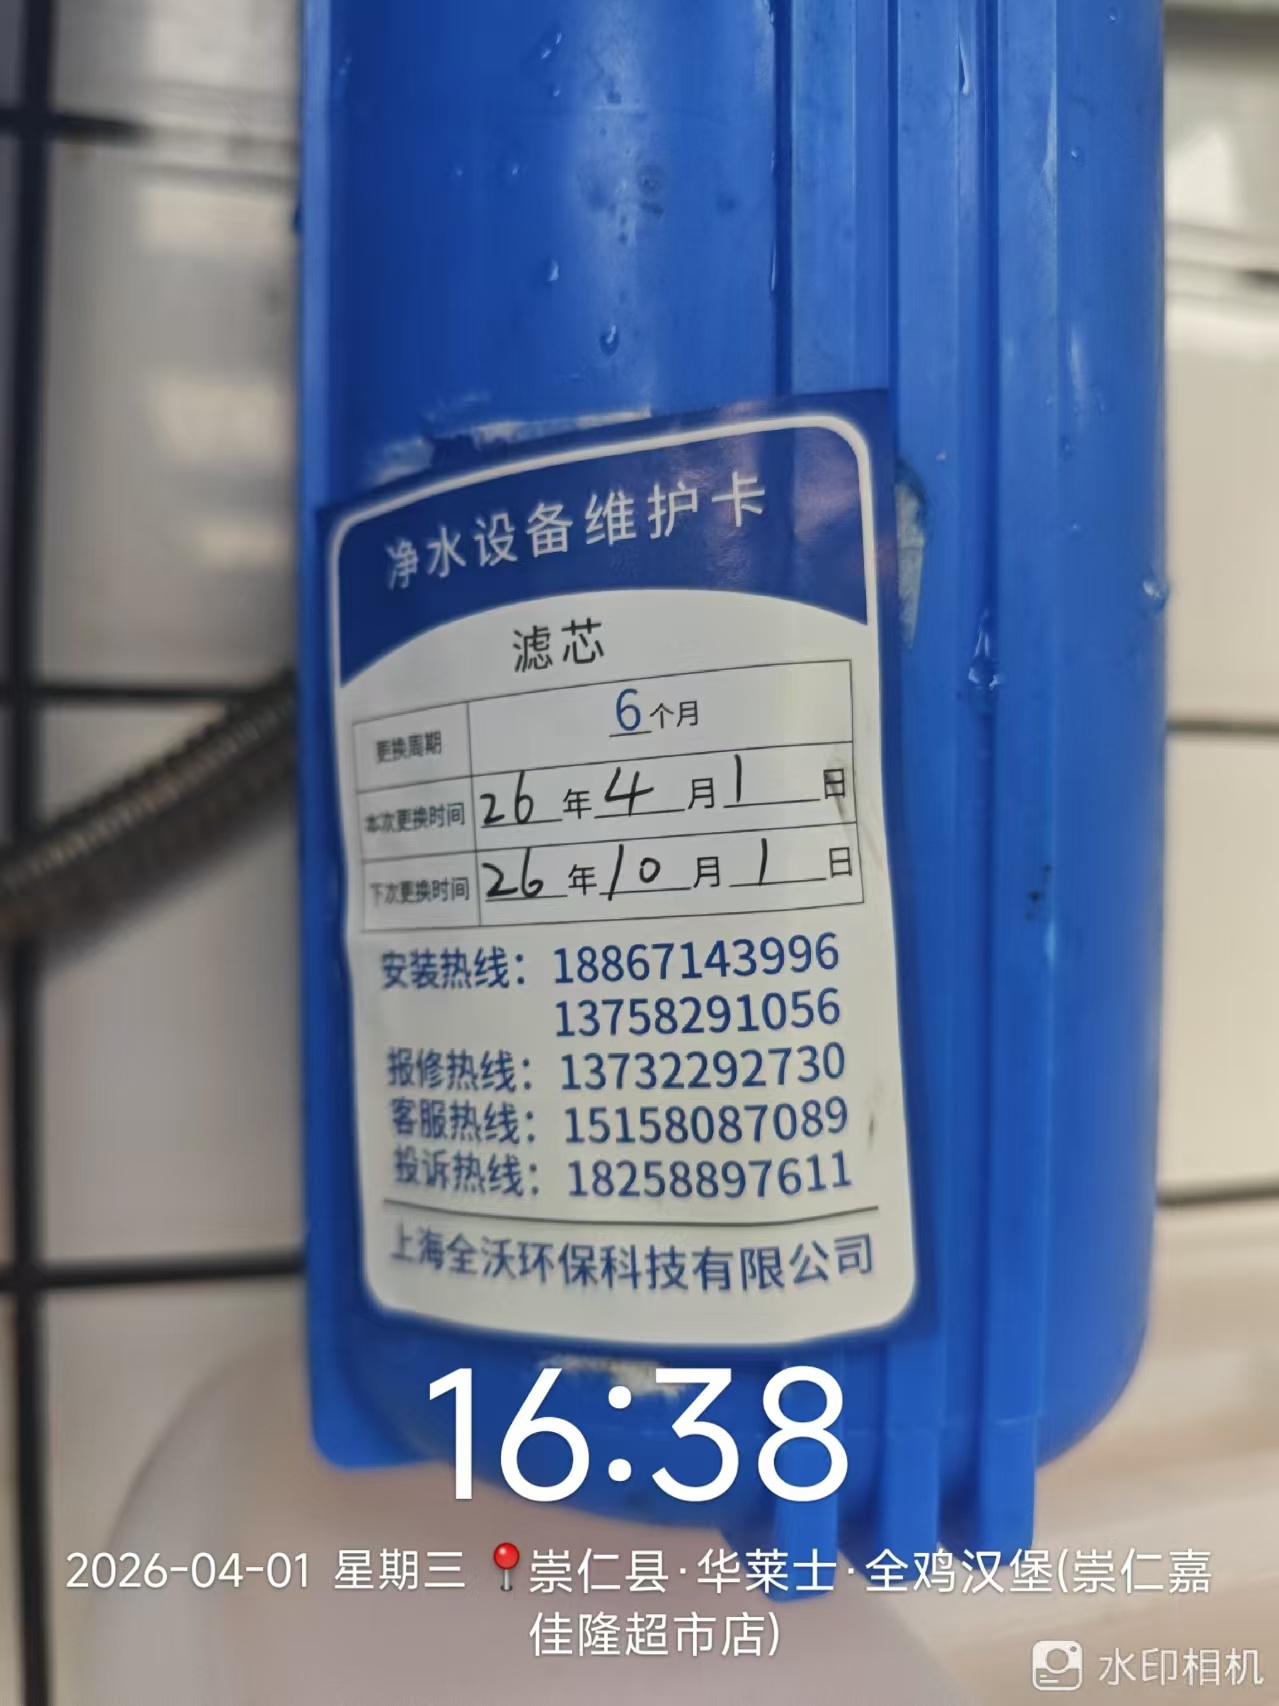 净水设备维护卡
滤芯
更换周期 6个月
本次更换时间 26年4月1日
下次更换时间 26年10月1日
安装热线：18867143996
13758291056
报修热线：13732292730
客服热线：15158087089
投诉热线：18258897611
上海全沃环保科技有限公司
16:38
2026-04-01 星期三 崇仁县·华莱士·全鸡汉堡(崇仁嘉
佳隆超市店)
水印相机